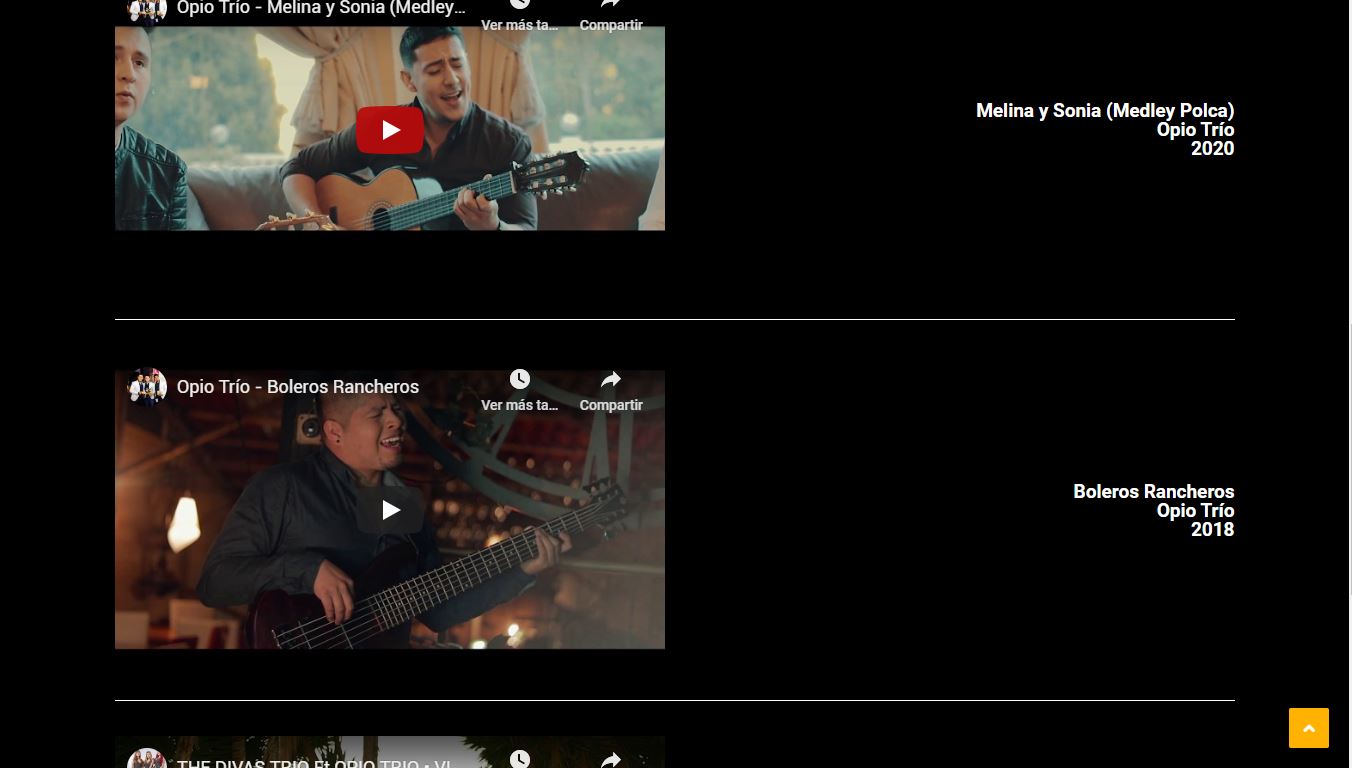 Opio Trío - Melina y Sonia (Medley…
Ver más ta…
Compartir
Melina y Sonia (Medley Polca)
Opio Trío
2020
Opio Trío - Boleros Rancheros
Ver más ta…
Compartir
Boleros Rancheros
Opio Trío
2018
THE DIVAS TRIO Ft OPIO TRIO